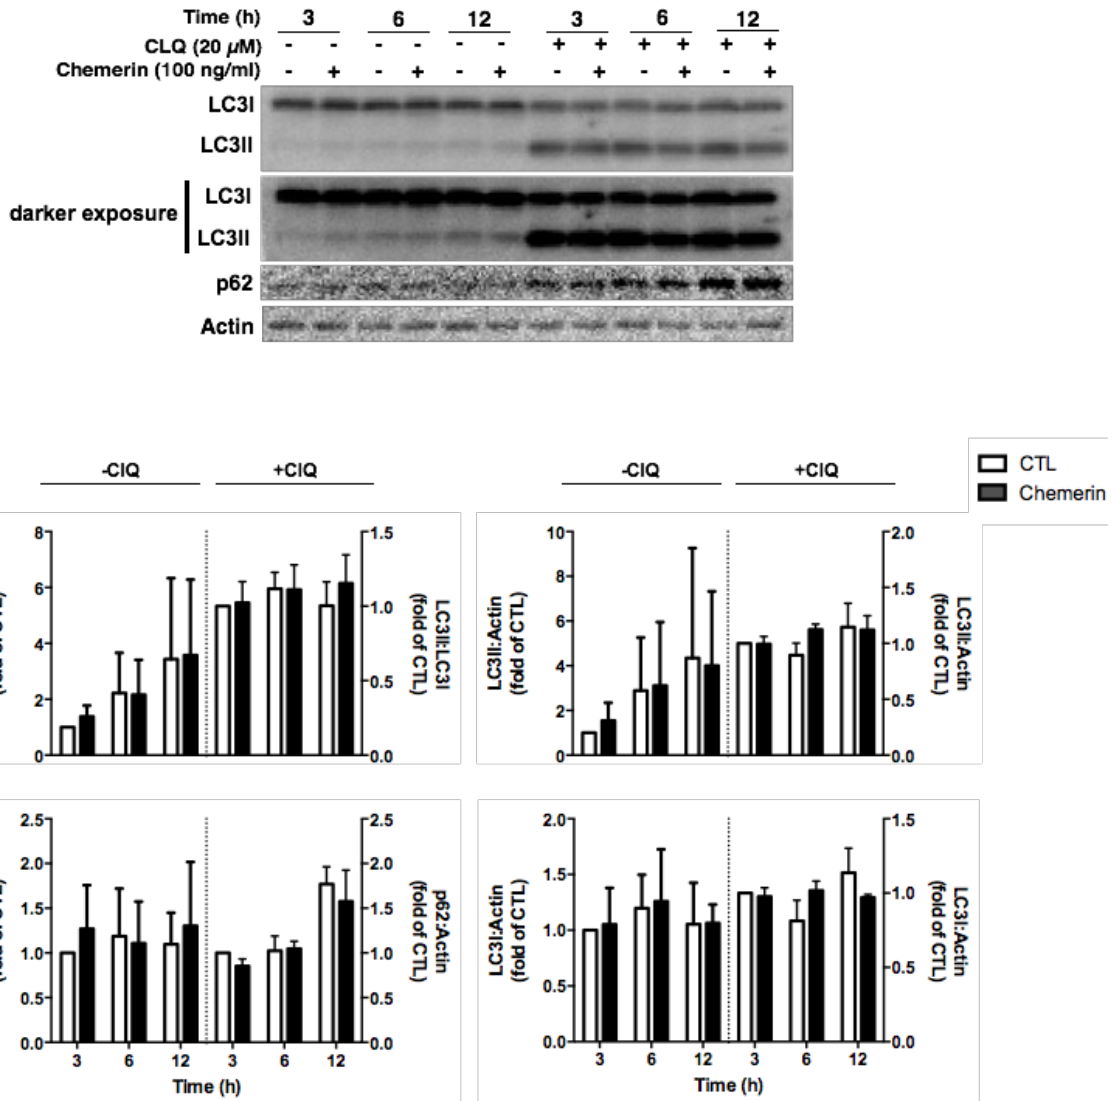 Time (h) 3 6 12 3 6 12
CLQ (20 µM) - - - - - - + + + + + +
Chemerin (100 ng/ml) - + - + - + - + - + - +
LC3I
LC3II
darker exposure
LC3I
LC3II
p62
Actin
-ClQ +ClQ
-ClQ +ClQ
CTL
Chemerin
8 6 4 2 0
1.5 1.0 0.5 0.0
LC3II:LC3I
(fold of CTL)
LC3II:Actin
(fold of CTL)
10 8 6 4 2 0
2.0 1.5 1.0 0.5 0.0
LC3II:Actin
(fold of CTL)
2.5 2.0 1.5 1.0 0.5 0.0
2.5 2.0 1.5 1.0 0.5 0.0
p62:Actin
(fold of CTL)
3 6 12 3 6 12
Time (h)
LC3I:Actin
(fold of CTL)
2.0 1.5 1.0 0.5 0.0
1.5 1.0 0.5 0.0
LC3I:Actin
(fold of CTL)
3 6 12 3 6 12
Time (h)